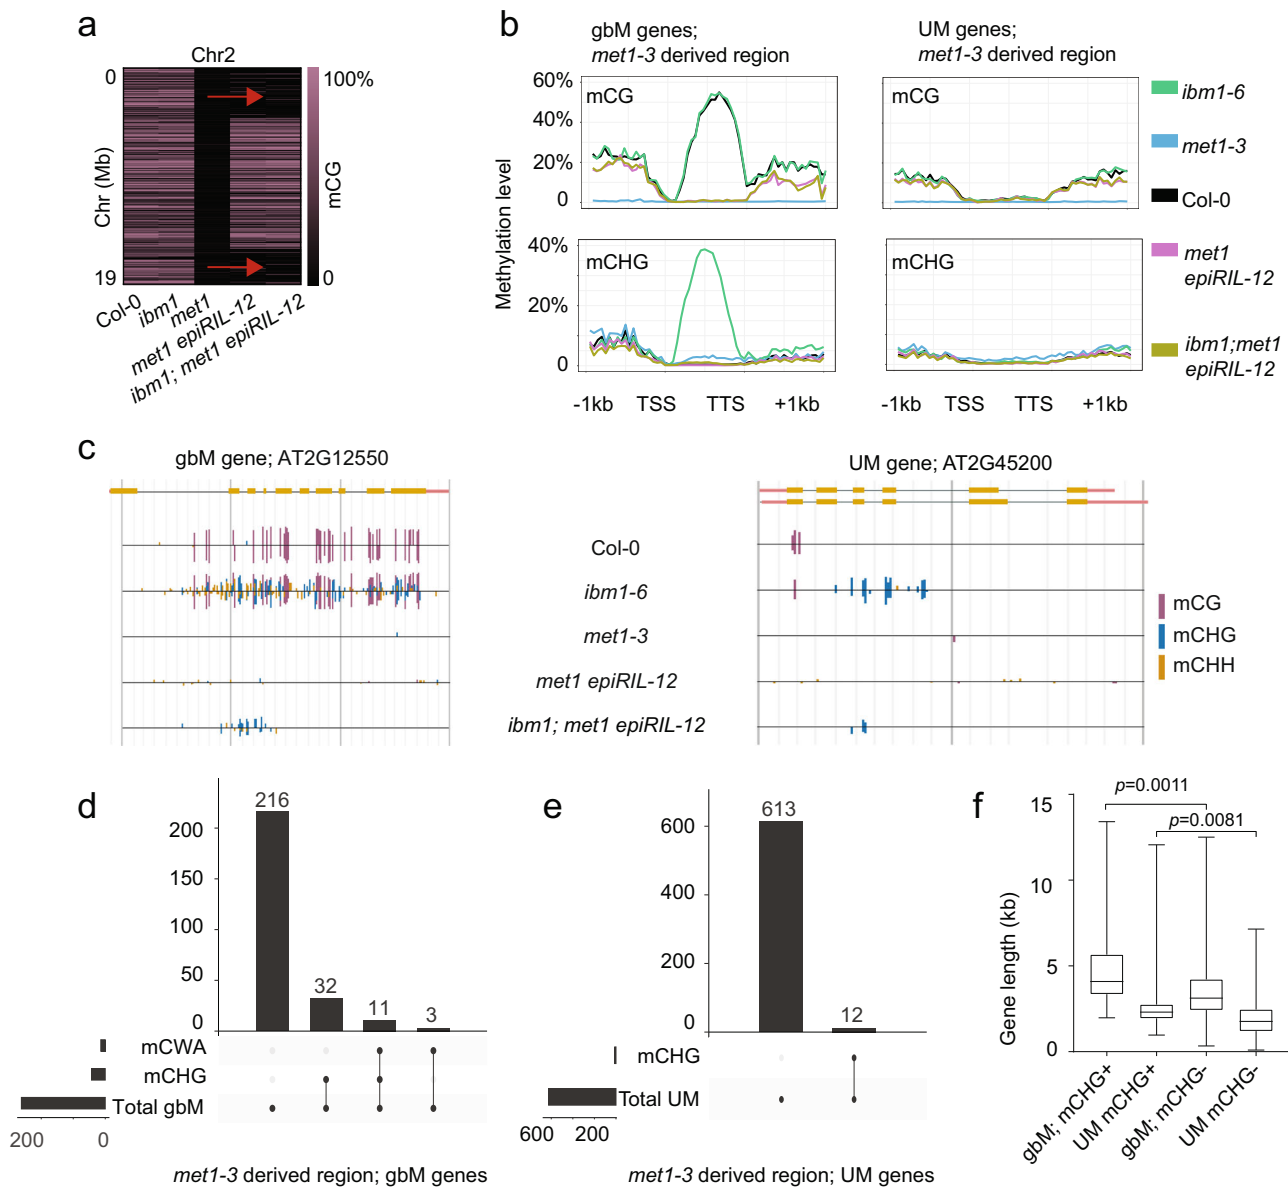 a
Chr2
0
19
Chr (Mb)
100%
mCG
0
Col-0
ibm1
met1
met1 epiRIL-12
ibm1; met1 epiRIL-12
b
gbM genes;
met1-3 derived region
UM genes;
met1-3 derived region
Methylation level
60%
40%
20%
0
mCG
mCG
40%
20%
0
mCHG
mCHG
-1kb TSS TTS +1kb
-1kb TSS TTS +1kb
ibm1-6
met1-3
Col-0
met1
epiRIL-12
ibm1;met1
epiRIL-12
c
gbM gene; AT2G12550
UM gene; AT2G45200
Col-0
ibm1-6
met1-3
met1 epiRIL-12
ibm1; met1 epiRIL-12
mCG
mCHG
mCHH
d
216
32
11
3
200
150
100
50
0
mCWA
mCHG
Total gbM
200 0
met1-3 derived region; gbM genes
e
613
12
600
400
200
0
mCHG
Total UM
600 200
met1-3 derived region; UM genes
f
p=0.0011
p=0.0081
Gene length (kb)
15
10
5
0
gbM; mCHG+
UM mCHG+
gbM; mCHG-
UM mCHG-